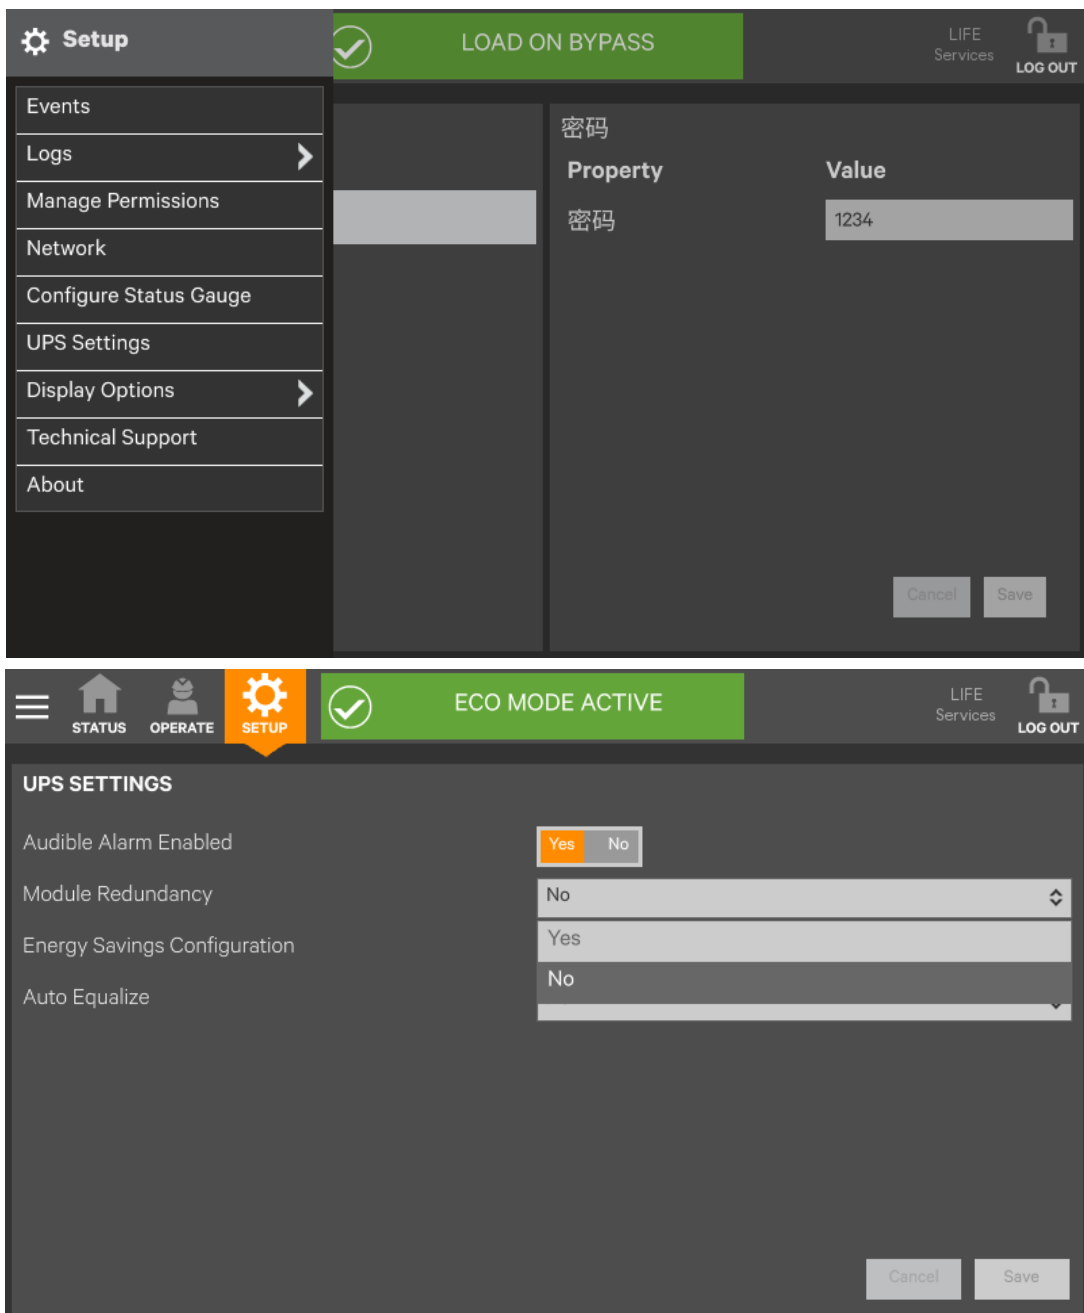 Setup
LOAD ON BYPASS
LIFE
Services
LOG OUT
Events
Logs
Manage Permissions
Network
Configure Status Gauge
UPS Settings
Display Options
Technical Support
About
密码
Property Value
密码 1234
Cancel Save
STATUS OPERATE SETUP
ECO MODE ACTIVE
LIFE
Services
LOG OUT
UPS SETTINGS
Audible Alarm Enabled Yes No
Module Redundancy No
Energy Savings Configuration Yes
No
Auto Equalize
Cancel Save